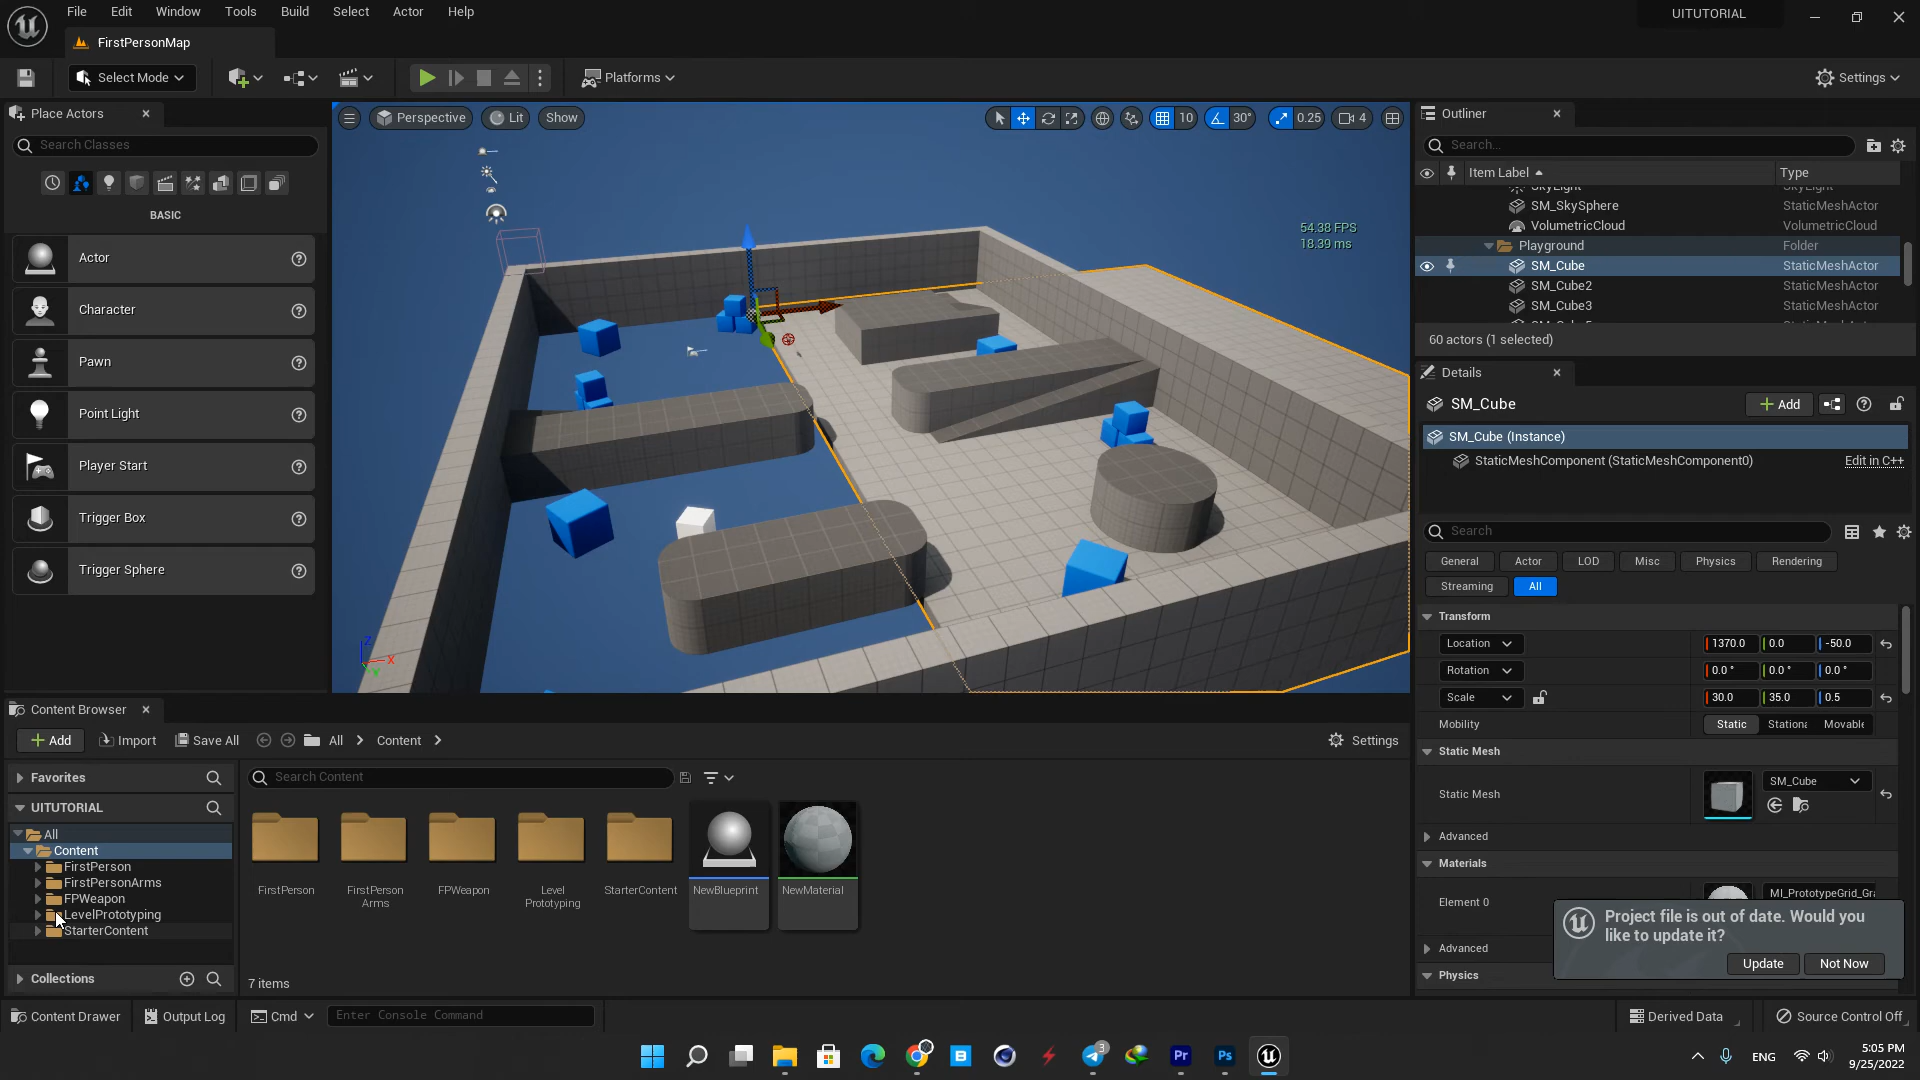 File Edit Window Tools Build Select Actor Help
UITUTORIAL
FirstPersonMap
Select Mode
Platforms
Settings
Place Actors
Search Classes
BASIC
Actor
Character
Pawn
Point Light
Player Start
Trigger Box
Trigger Sphere
Perspective Lit Show
10 30° 0.25 4
54.38 FPS
18.39 ms
Z
X
Y
Outliner
Search...
Item Label Type
SkyLight SkyLight
SM_SkySphere StaticMeshActor
VolumetricCloud VolumetricCloud
Playground Folder
SM_Cube StaticMeshActor
SM_Cube2 StaticMeshActor
SM_Cube3 StaticMeshActor
60 actors (1 selected)
Details
SM_Cube
Add
SM_Cube (Instance)
StaticMeshComponent (StaticMeshComponent0) Edit in C++
Search
General Actor LOD Misc Physics Rendering
Streaming All
Transform
Location 1370.0 0.0 -50.0
Rotation 0.0 ° 0.0 ° 0.0 °
Scale 30.0 35.0 0.5
Mobility Static Stationa Movable
Static Mesh
Static Mesh SM_Cube
Advanced
Materials
Element 0 MI_PrototypeGrid_Gra
Advanced
Physics
Project file is out of date. Would you
like to update it?
Update Not Now
Content Browser
Add Import Save All All Content Settings
Favorites
Search Content
UITUTORIAL
All
Content
FirstPerson
FirstPersonArms
FPWeapon
LevelPrototyping
StarterContent
FirstPerson
FirstPerson
Arms
FPWeapon
Level
Prototyping
StarterContent
NewBlueprint
NewMaterial
Collections
7 items
Content Drawer Output Log Cmd Enter Console Command Derived Data Source Control Off
B
3
Pr
Ps
ENG
5:05 PM
9/25/2022